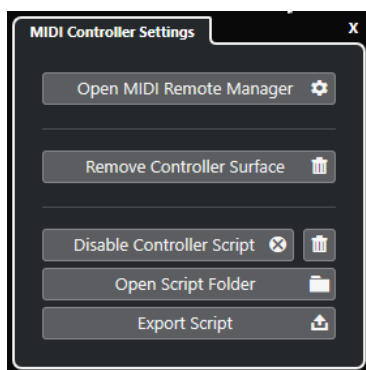 MIDI Controller Settings x
Open MIDI Remote Manager
Remove Controller Surface
Disable Controller Script
Open Script Folder
Export Script